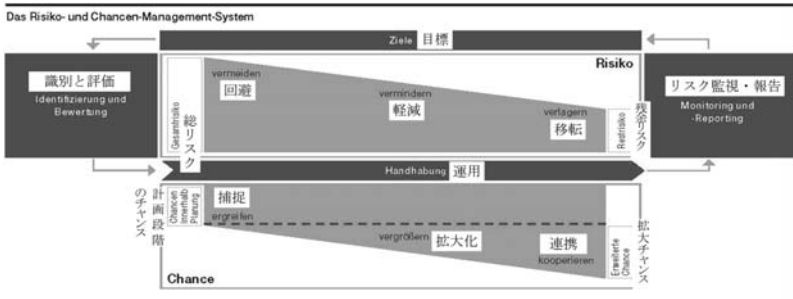 Das Risiko- und Chancen-Management-System
Ziele 目標
識別と評価
Identifizierung und
Bewertung
Gesamtrisiko
総リスク
vermeiden
回避
vermindern
軽減
Risiko
verlagern
移転
Restrisiko
残余リスク
リスク監視・報告
Monitoring und
-Reporting
Handhabung 運用
計画段階
のチャンス
Chancen
innerhalb
Planung
捕捉
ergreifen
vergrößern 拡大化
連携
kooperieren
Erweiterte
Chance
拡大チャンス
Chance